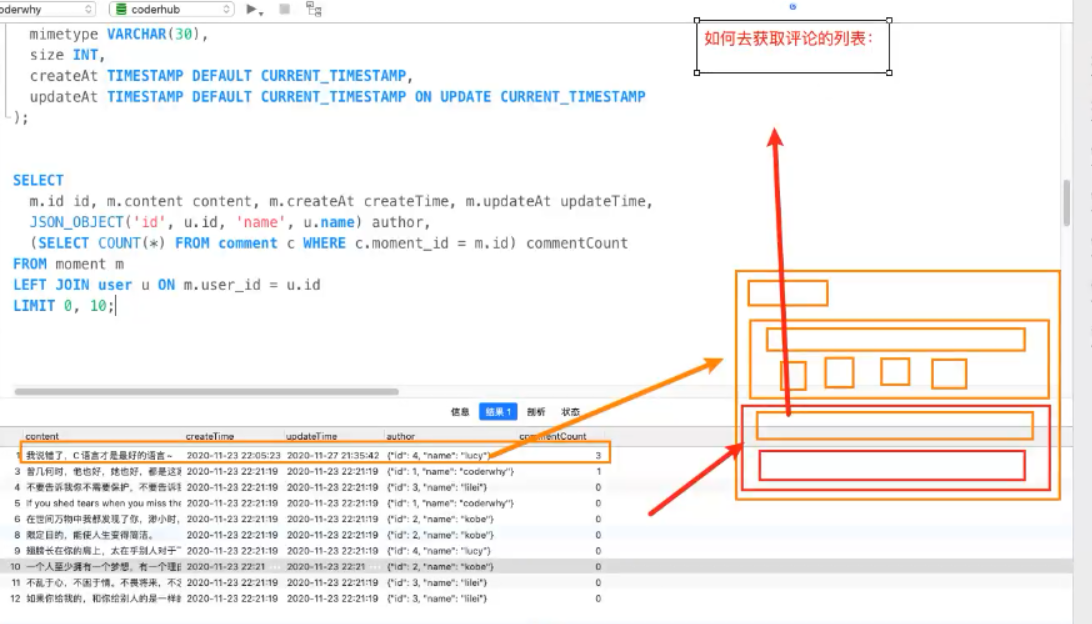 oderwhy coderhub
如何去获取评论的列表：
mimetype VARCHAR(30),
size INT,
createAt TIMESTAMP DEFAULT CURRENT_TIMESTAMP,
updateAt TIMESTAMP DEFAULT CURRENT_TIMESTAMP ON UPDATE CURRENT_TIMESTAMP
);
SELECT
m.id id, m.content content, m.createAt createTime, m.updateAt updateTime,
JSON_OBJECT('id', u.id, 'name', u.name) author,
(SELECT COUNT(*) FROM comment c WHERE c.moment_id = m.id) commentCount
FROM moment m
LEFT JOIN user u ON m.user_id = u.id
LIMIT 0, 10;
信息 结果 1 剖析 状态
content createTime updateTime author commentCount
1 我说错了，C语言才是最好的语言~ 2020-11-23 22:05:23 2020-11-27 21:35:42 {"id": 4, "name": "lucy"} 3
3 曾几何时，他也好，她也好，都是这 2020-11-23 22:21:19 2020-11-23 22:21:19 {"id": 1, "name": "coderwhy"} 1
4 不要告诉我你不需要保护，不要告诉 2020-11-23 22:21:19 2020-11-23 22:21:19 {"id": 3, "name": "lilei"} 0
5 If you shed tears when you miss the 2020-11-23 22:21:19 2020-11-23 22:21:19 {"id": 1, "name": "coderwhy"} 0
6 在世间万物中我都发现了你，渺小时， 2020-11-23 22:21:19 2020-11-23 22:21:19 {"id": 2, "name": "kobe"} 0
8 限定目的，能使人生变得简洁。 2020-11-23 22:21:19 2020-11-23 22:21:19 {"id": 2, "name": "kobe"} 0
9 翅膀长在你的肩上，太在乎别人对于 2020-11-23 22:21:19 2020-11-23 22:21:19 {"id": 4, "name": "lucy"} 0
10 一个人至少拥有一个梦想，有一个理由 2020-11-23 22:21 ··· 2020-11-23 22:21 ··· {"id": 2, "name": "kobe"} 0
11 不乱于心，不困于情。不畏将来，不 2020-11-23 22:21:19 2020-11-23 22:21:19 {"id": 3, "name": "lilei"} 0
12 如果你给我的，和你给别人的是一样 2020-11-23 22:21:19 2020-11-23 22:21:19 {"id": 3, "name": "lilei"} 0